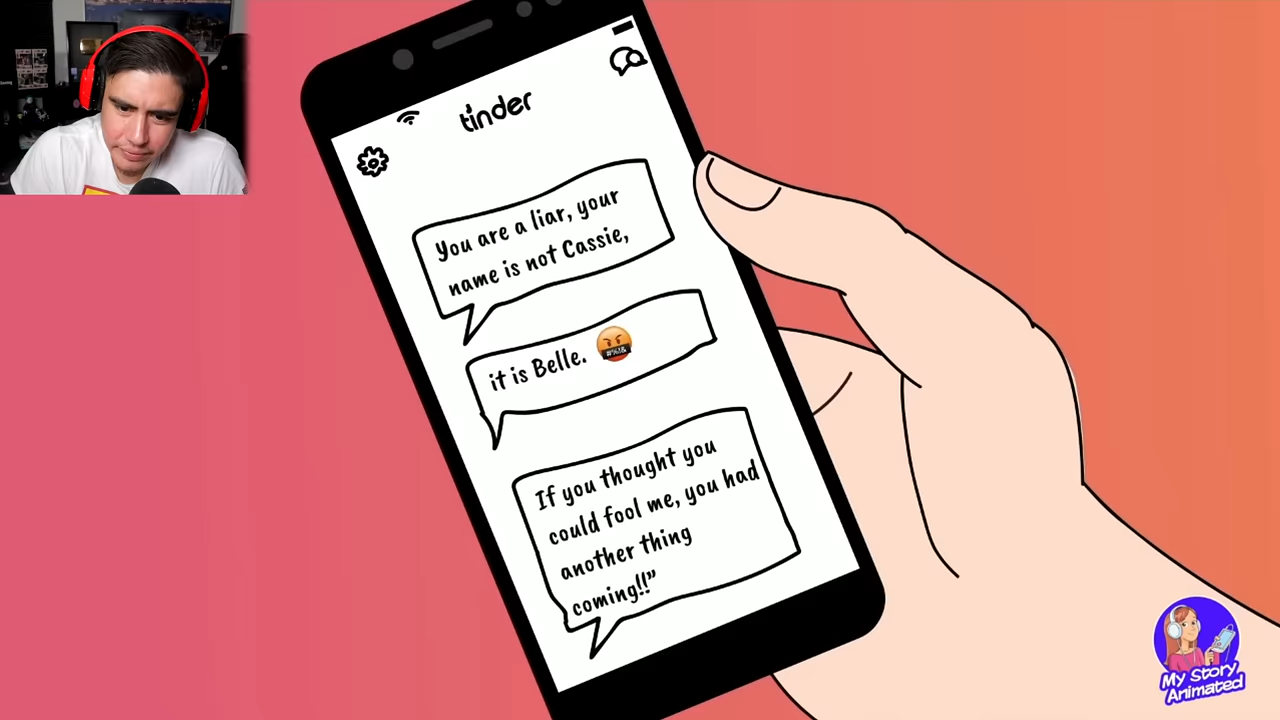 tinder
You are a liar, your
name is not Cassie,
it is Belle. 🤬
If you thought you
could fool me, you had
another thing
coming!!”
My Story
Animated